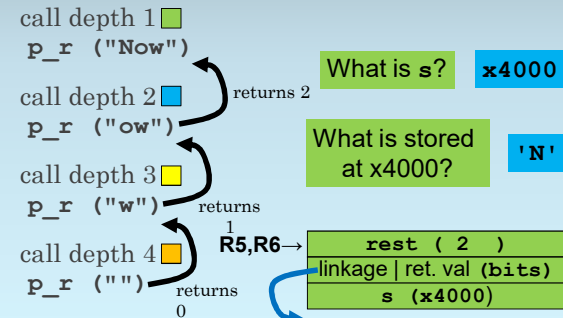 call depth 1
p_r ("Now")
returns 2
call depth 2
p_r ("ow")
call depth 3
p_r ("w")
returns
1
call depth 4
p_r ("")
returns
0
What is s?
x4000
What is stored
at x4000?
'N'
R5,R6→
rest ( 2 )
linkage | ret. val (bits)
s (x4000)